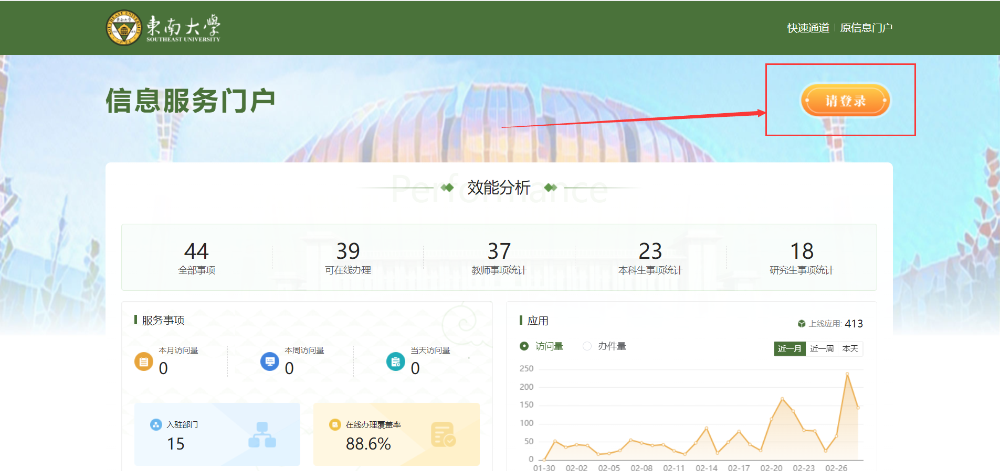 東南大學
SOUTHEAST UNIVERSITY
快速通道 | 原信息门户
信息服务门户
请登录
Performance
效能分析
44
全部事项
39
可在线办理
37
教师事项统计
23
本科生事项统计
18
研究生事项统计
服务事项
本月访问量
0
本周访问量
0
当天访问量
0
入驻部门
15
在线办理覆盖率
88.6%
应用
上线应用: 413
访问量 办件量
近一月 近一周 本天
250
200
150
100
50
0
01-30 02-02 02-05 02-08 02-11 02-14 02-17 02-20 02-23 02-26